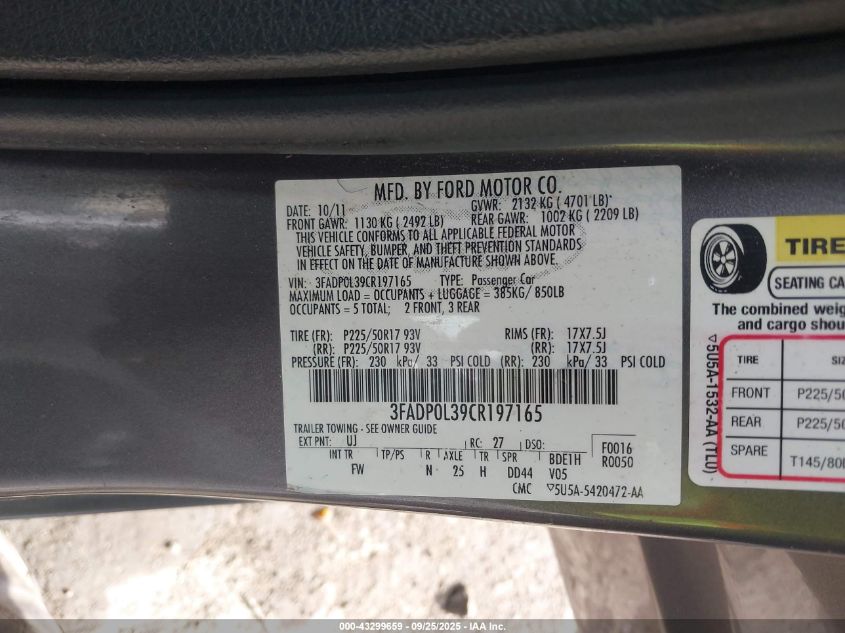 MFD. BY FORD MOTOR CO.
DATE: 10/11 GVWR: 2132 KG ( 4701 LB)*
FRONT GAWR: 1130 KG ( 2492 LB) REAR GAWR: 1002 KG ( 2209 LB)
THIS VEHICLE CONFORMS TO ALL APPLICABLE FEDERAL MOTOR
VEHICLE SAFETY, BUMPER, AND THEFT PREVENTION STANDARDS
IN EFFECT ON THE DATE OF MANUFACTURE SHOWN ABOVE.
VIN: 3FADP0L39CR197165 TYPE: Passenger Car
MAXIMUM LOAD = OCCUPANTS + LUGGAGE = 385KG/ 850LB
OCCUPANTS = 5 TOTAL; 2 FRONT, 3 REAR
TIRE (FR): P225/50R17 93V RIMS (FR): 17X7.5J
(RR): P225/50R17 93V (RR): 17X7.5J
PRESSURE (FR): 230 kPa/ 33 PSI COLD (RR): 230 kPa/ 33 PSI COLD
3FADP0L39CR197165
TRAILER TOWING - SEE OWNER GUIDE
EXT PNT: UJ RC: 27 DSO: F0016
INT TR TP/PS R AXLE TR SPR BDE1H R0050
FW N 25 H DD44 V05
CMC ▽5U5A-5420472-AA
▽5U5A-1532-AA (TL0)
TIRE
SEATING CA
The combined weig
and cargo shou
TIRE SIZ
FRONT P225/50
REAR P225/50
SPARE T145/80
000-43299659 - 09/25/2025 - IAA Inc.